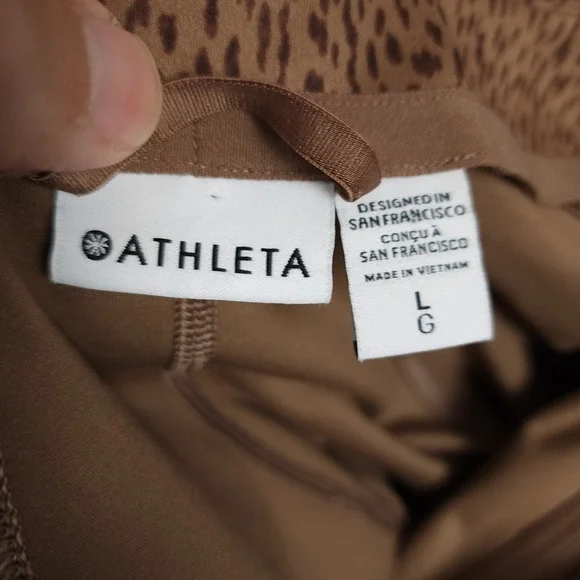 ATHLETA
DESIGNED IN
SAN FRANCISCO
CONÇU À
SAN FRANCISCO
MADE IN VIETNAM
L
G